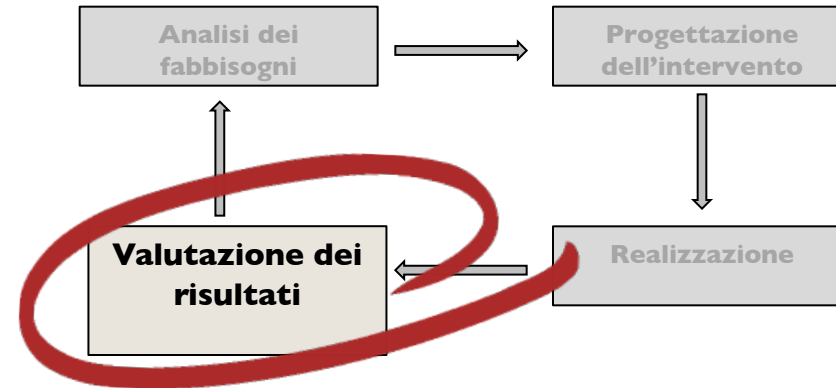 Analisi dei
fabbisogni
Progettazione
dell'intervento
Valutazione dei
risultati
Realizzazione